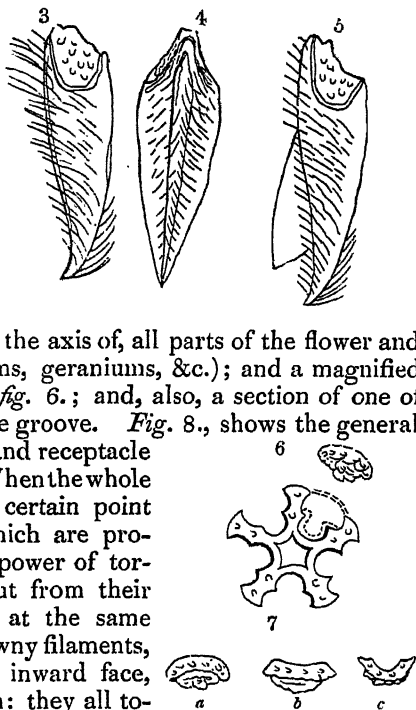 3 4 5
the axis of, all parts of the flower and
ms, geraniums, &c.); and a magnified
fig. 6.; and, also, a section of one of
e groove. Fig. 8., shows the general
and receptacle
When the whole
certain point
hich are pro-
power of tor-
ut from their
at the same
wny filaments,
inward face,
: they all to-
6
7
a b c